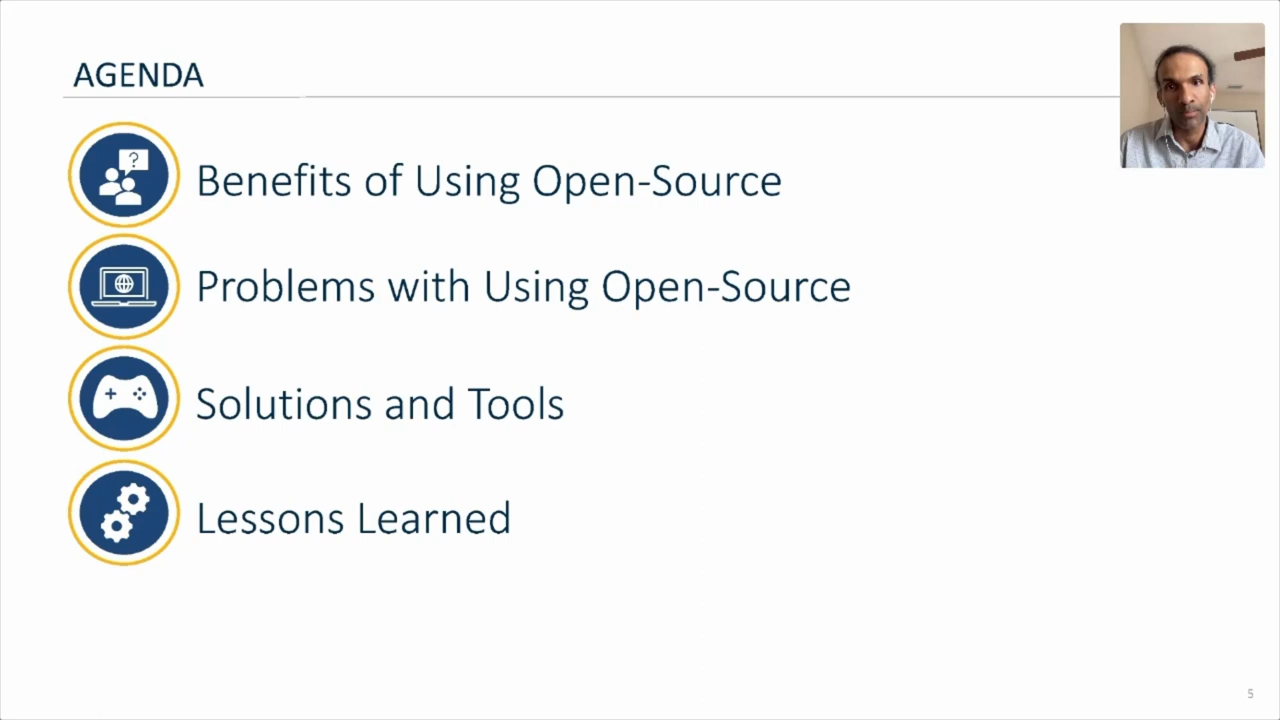 AGENDA
?
Benefits of Using Open-Source
Problems with Using Open-Source
Solutions and Tools
Lessons Learned
5